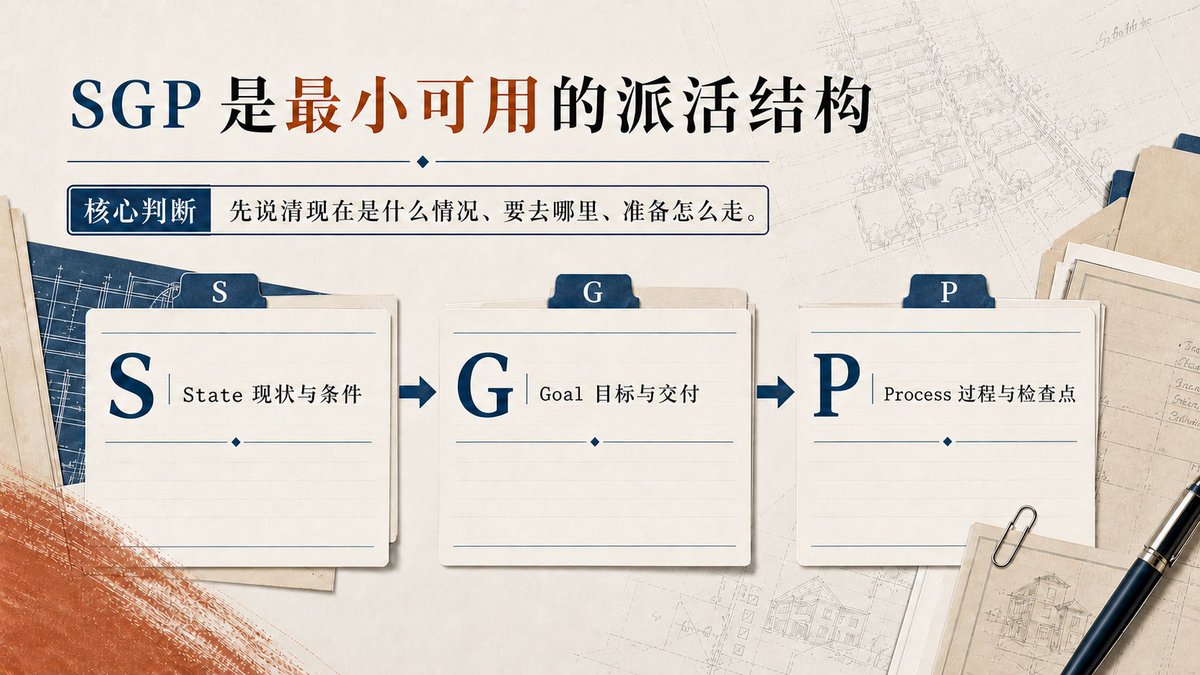 SGP 是最小可用的派活结构
核心判断 先说清现在是什么情况、要去哪里、准备怎么走。
S
G
P
S State 现状与条件
G Goal 目标与交付
P Process 过程与检查点